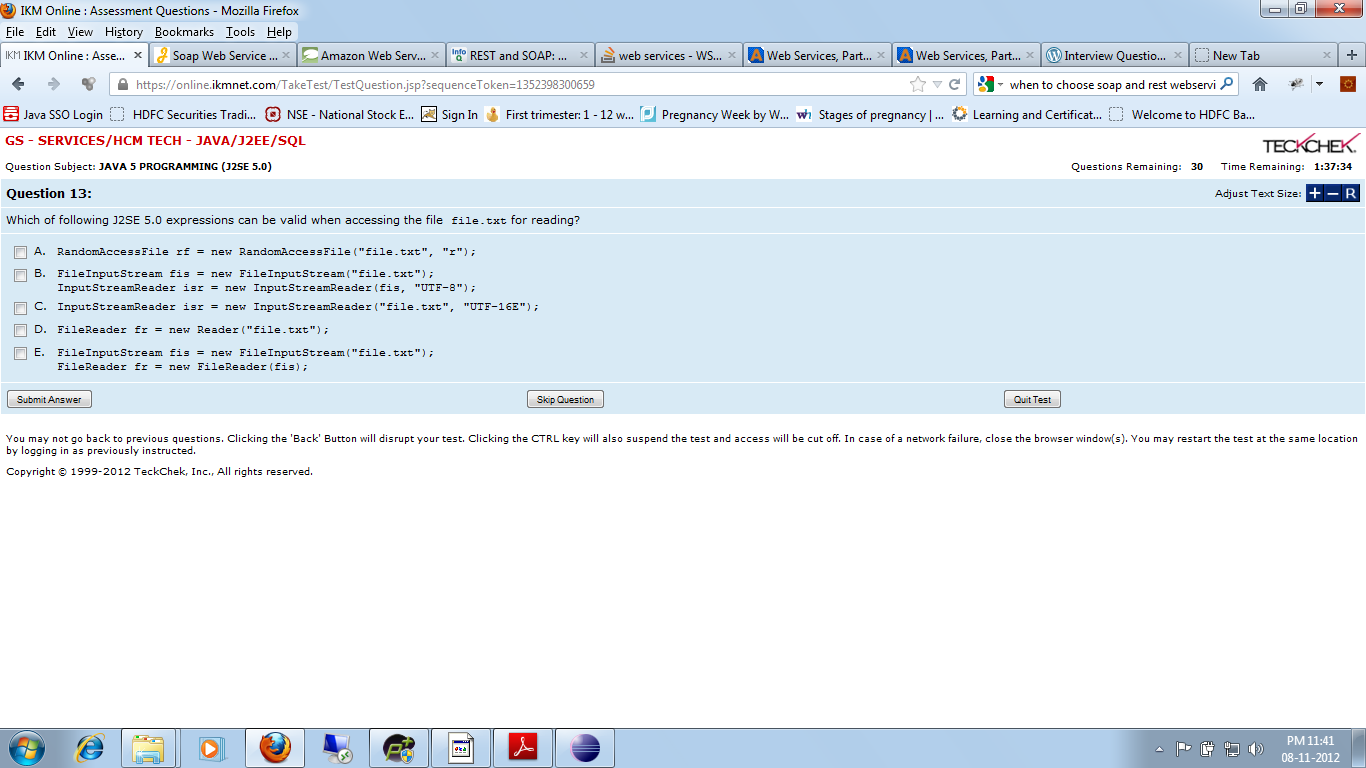 IKM Online : Assessment Questions - Mozilla Firefox
File Edit View History Bookmarks Tools Help
IKM IKM Online : Asse... Soap Web Service ... Amazon Web Serv... InfoQ REST and SOAP: ... web services - WS... Web Services, Part... Web Services, Part... Interview Questio... New Tab
https://online.ikmnet.com/TakeTest/TestQuestion.jsp?sequenceToken=1352398300659 when to choose soap and rest webservi
Java SSO Login HDFC Securities Tradi... NSE - National Stock E... Sign In First trimester: 1 - 12 w... Pregnancy Week by W... Stages of pregnancy | ... Learning and Certificat... Welcome to HDFC Ba...
GS - SERVICES/HCM TECH - JAVA/J2EE/SQL TECKCHEK
Question Subject: JAVA 5 PROGRAMMING (J2SE 5.0) Questions Remaining: 30 Time Remaining: 1:37:34
Question 13: Adjust Text Size: + – R
Which of following J2SE 5.0 expressions can be valid when accessing the file file.txt for reading?
A. RandomAccessFile rf = new RandomAccessFile("file.txt", "r");
B. FileInputStream fis = new FileInputStream("file.txt");
InputStreamReader isr = new InputStreamReader(fis, "UTF-8");
C. InputStreamReader isr = new InputStreamReader("file.txt", "UTF-16E");
D. FileReader fr = new Reader("file.txt");
E. FileInputStream fis = new FileInputStream("file.txt");
FileReader fr = new FileReader(fis);
Submit Answer Skip Question Quit Test
You may not go back to previous questions. Clicking the 'Back' Button will disrupt your test. Clicking the CTRL key will also suspend the test and access will be cut off. In case of a network failure, close the browser window(s). You may restart the test at the same location
by logging in as previously instructed.
Copyright © 1999-2012 TeckChek, Inc., All rights reserved.
PM 11:41
08-11-2012